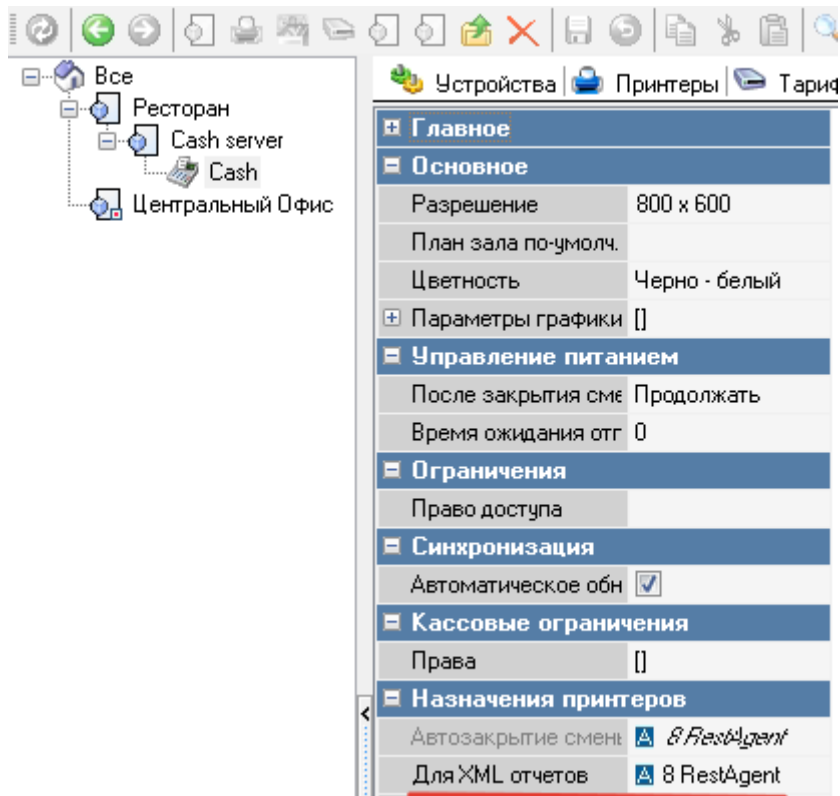 Все
Ресторан
Cash server
Cash
Центральный Офис
Устройства Принтеры Тариф
Главное
Основное
Разрешение 800 x 600
План зала по-умолч.
Цветность Черно - белый
Параметры графики []
Управление питанием
После закрытия сме Продолжать
Время ожидания отг 0
Ограничения
Право доступа
Синхронизация
Автоматическое обн
Кассовые ограничения
Права []
Назначения принтеров
Автозакрытие смень 8 RestAgent
Для XML отчетов 8 RestAgent